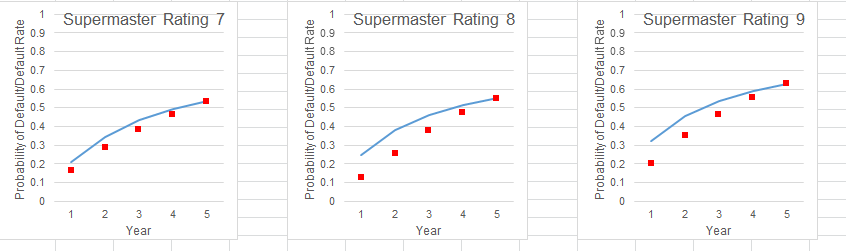 Supermaster Rating 7
Probability of Default/Default Rate
1
0.9
0.8
0.7
0.6
0.5
0.4
0.3
0.2
0.1
0
1 2 3 4 5
Year
Supermaster Rating 8
Probability of Default/Default Rate
1
0.9
0.8
0.7
0.6
0.5
0.4
0.3
0.2
0.1
0
1 2 3 4 5
Year
Supermaster Rating 9
Probability of Default/Default Rate
1
0.9
0.8
0.7
0.6
0.5
0.4
0.3
0.2
0.1
0
1 2 3 4 5
Year